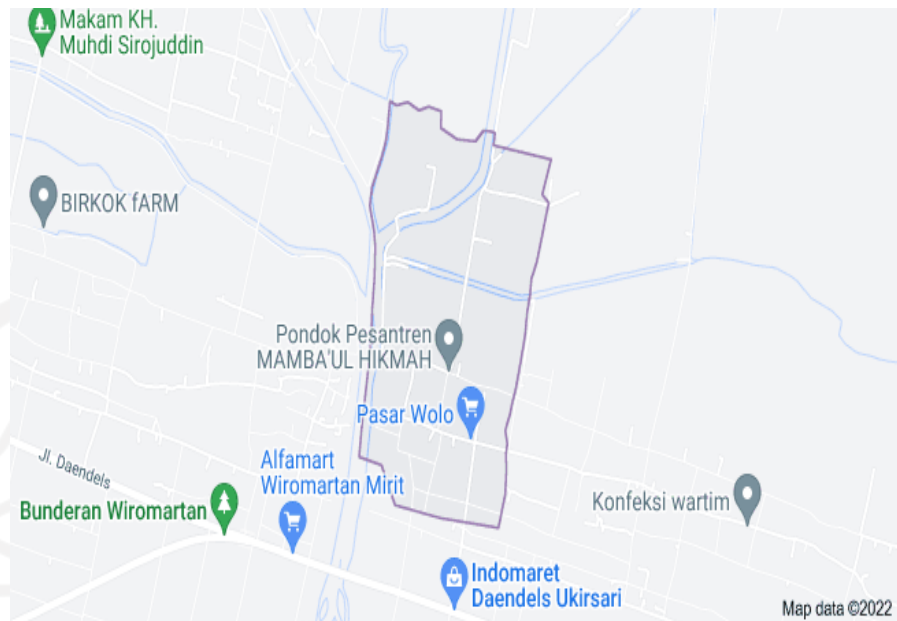 Makam KH.
Muhdi Sirojuddin
BIRKOK fARM
Pondok Pesantren
MAMBA'UL HIKMAH
Pasar Wolo
Jl. Daendels
Alfamart
Wiromartan Mirit
Bunderan Wiromartan
Konfeksi wartim
Indomaret
Daendels Ukirsari
Map data ©2022